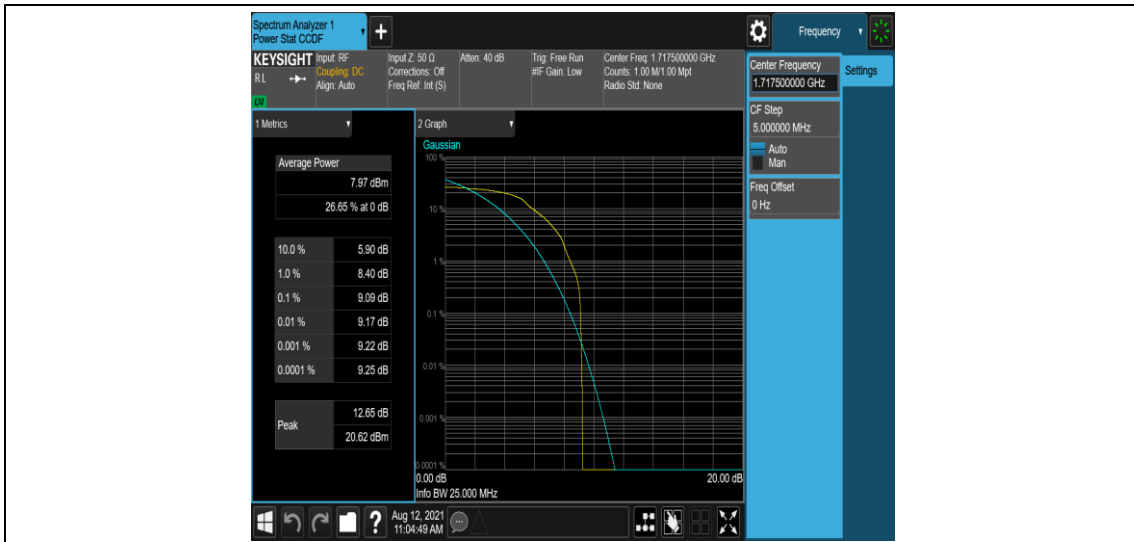 Spectrum Analyzer 1
Power Stat CCDF
+
Frequency
KEYSIGHT
RL
LM
Input: RF
Coupling: DC
Align: Auto
Input Z: 50 Ω
Corrections: Off
Freq Ref: Int (S)
Atten: 40 dB
Trig: Free Run
#IF Gain: Low
Center Freq: 1.717500000 GHz
Counts: 1.00 M/1.00 Mpt
Radio Std: None
Center Frequency
1.717500000 GHz
Settings
CF Step
5.000000 MHz
Auto
Man
Freq Offset
0 Hz
1 Metrics
Average Power
7.97 dBm
26.65 % at 0 dB
10.0 % 5.90 dB
1.0 % 8.40 dB
0.1 % 9.09 dB
0.01 % 9.17 dB
0.001 % 9.22 dB
0.0001 % 9.25 dB
Peak
12.65 dB
20.62 dBm
2 Graph
Gaussian
100 %
10 %
1 %
0.1 %
0.01 %
0.001 %
0.0001 %
0.00 dB 20.00 dB
Info BW 25.000 MHz
?
Aug 12, 2021
11:04:49 AM